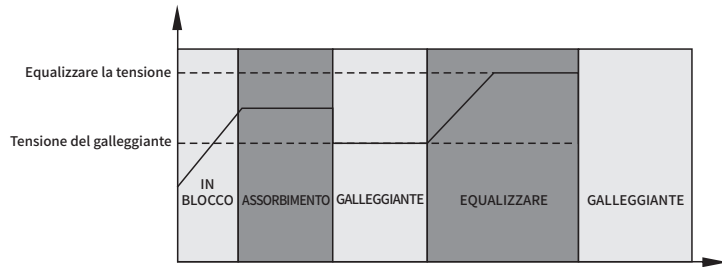 Equalizzare la tensione
Tensione del galleggiante
IN
BLOCCO
ASSORBIMENTO
GALLEGGIANTE
EQUALIZZARE
GALLEGGIANTE